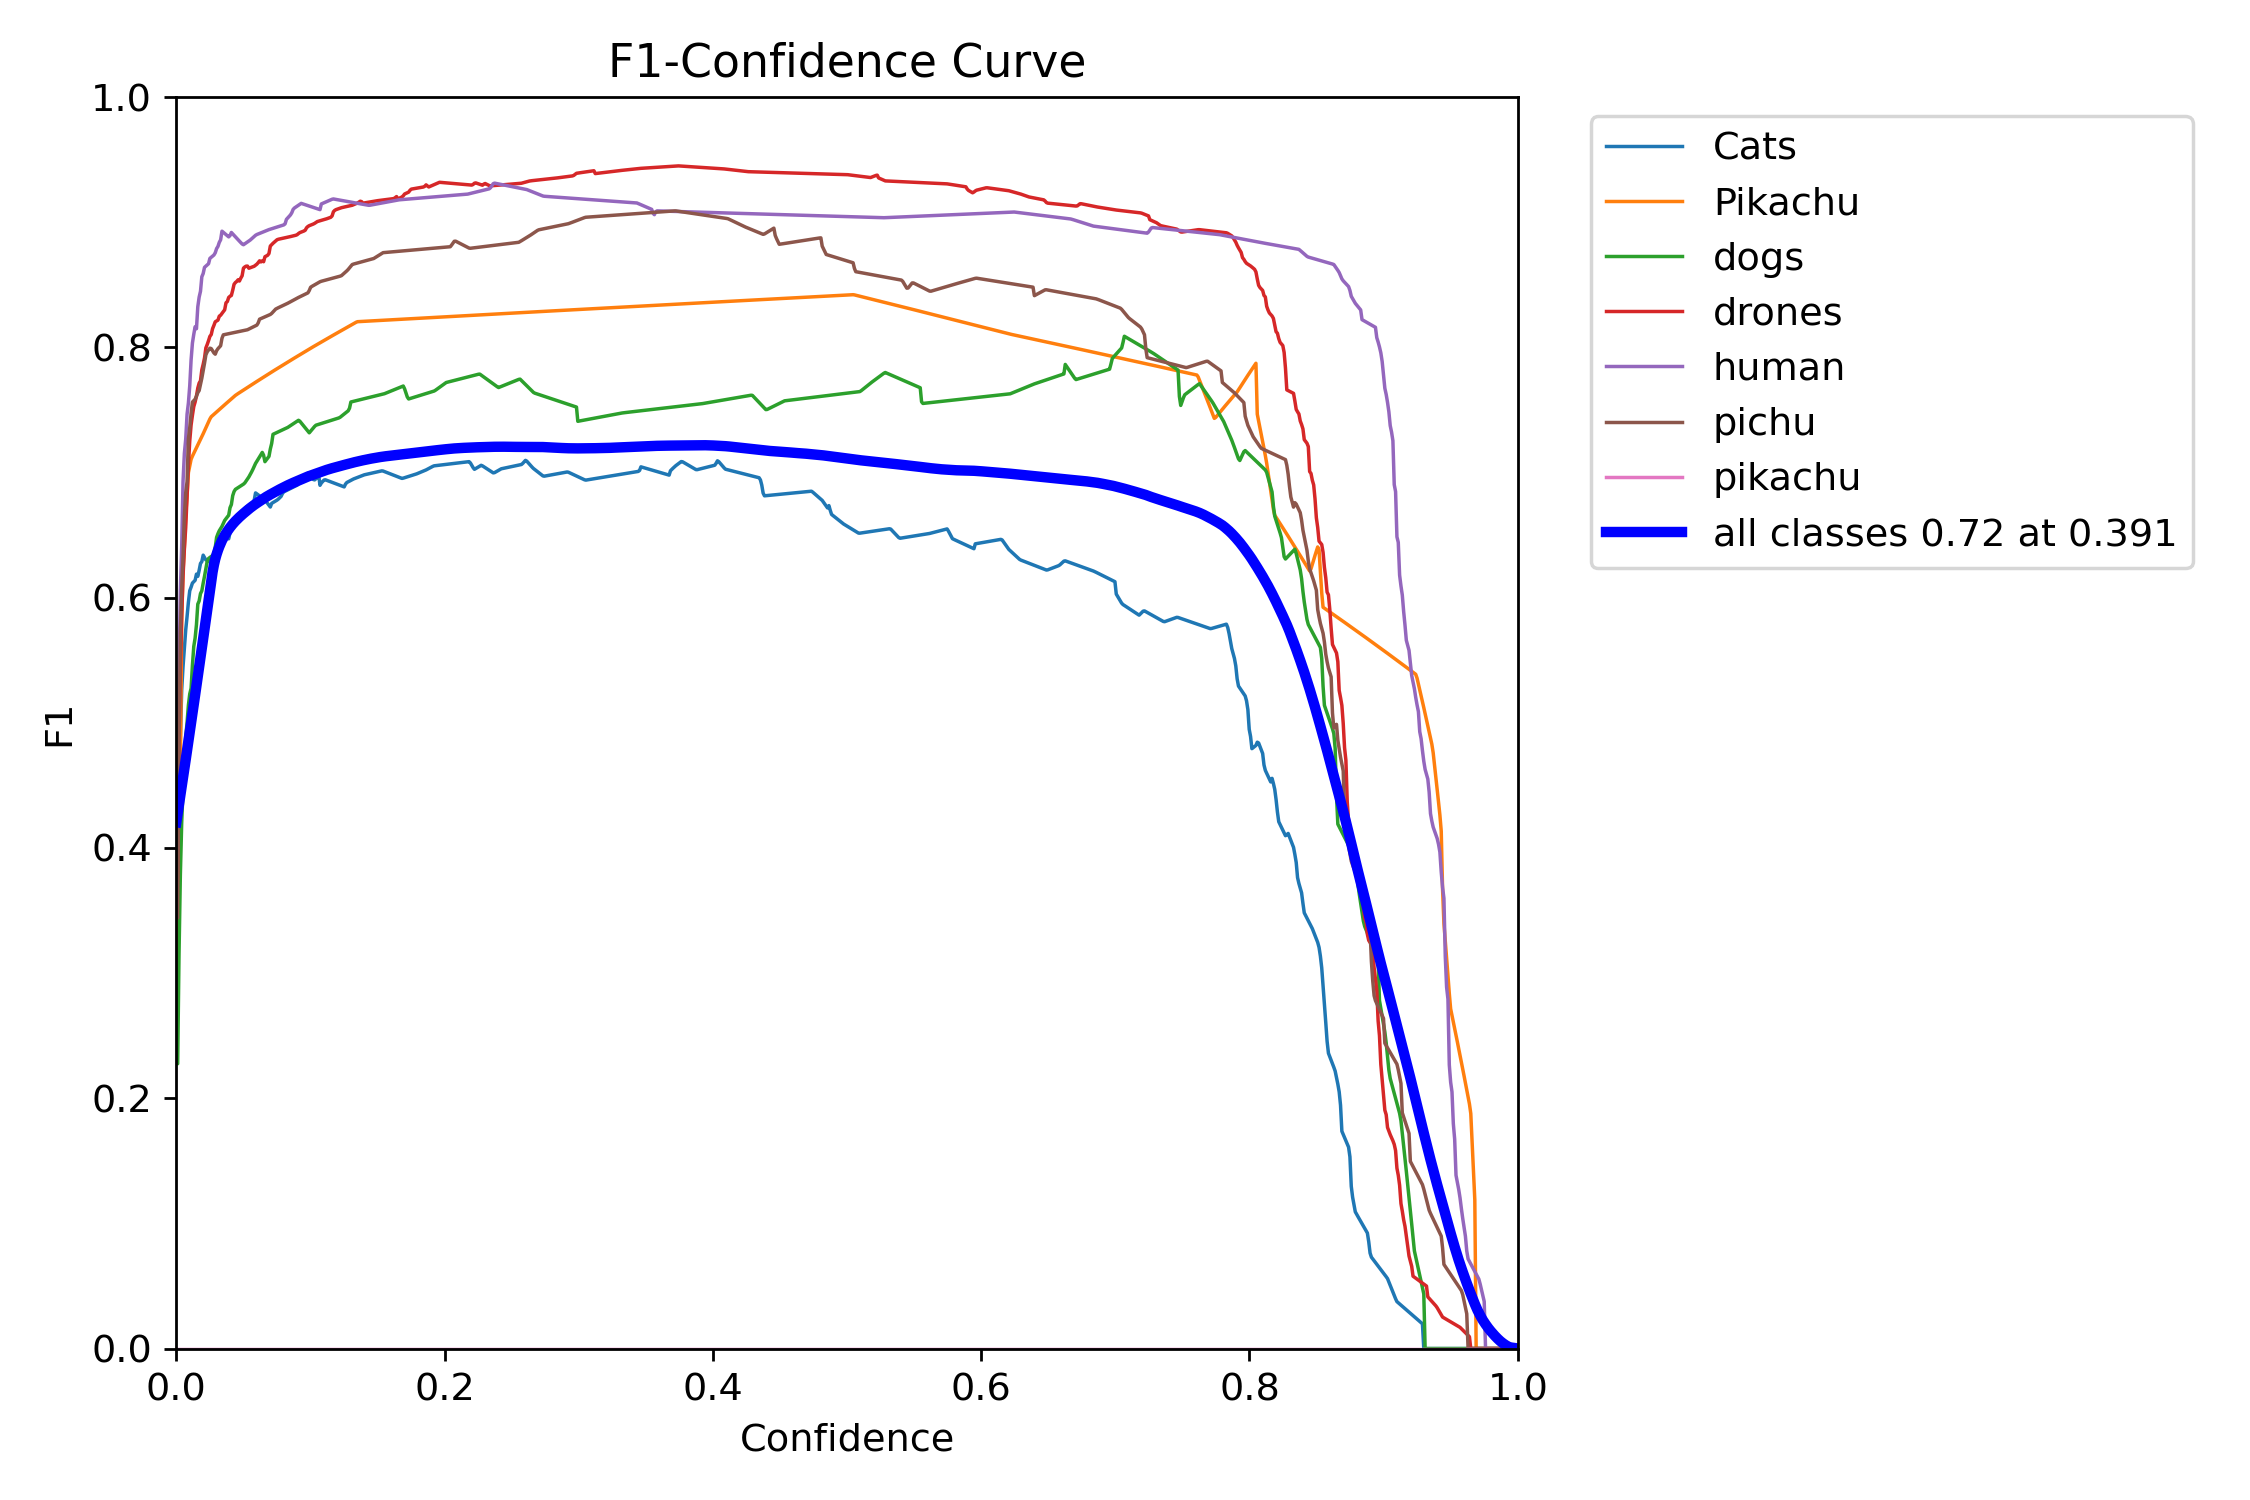 F1-Confidence Curve
1.0
0.8
0.6
0.4
0.2
0.0
F1
0.0 0.2 0.4 0.6 0.8 1.0
Confidence
Cats
Pikachu
dogs
drones
human
pichu
pikachu
all classes 0.72 at 0.391